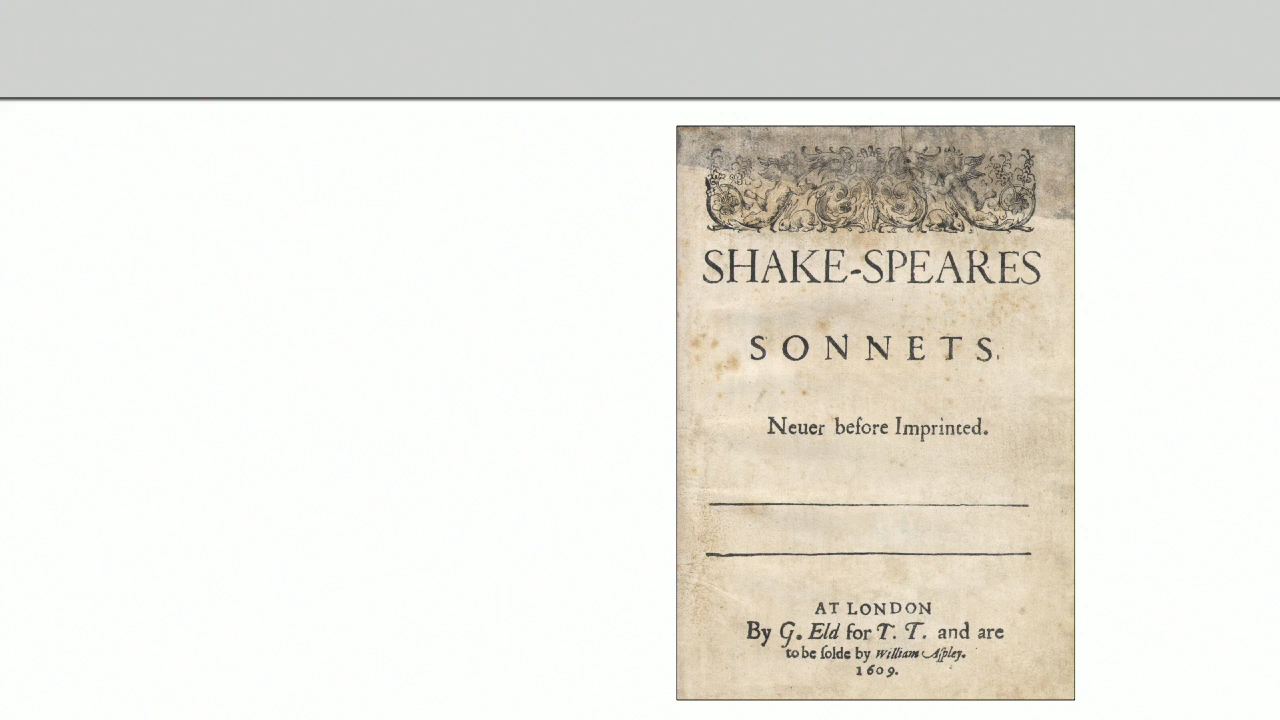 SHAKE-SPEARES
SONNETS.
Neuer before Imprinted.
AT LONDON
By G. Eld for T. T. and are
to be ſolde by William Aſpley.
1609.